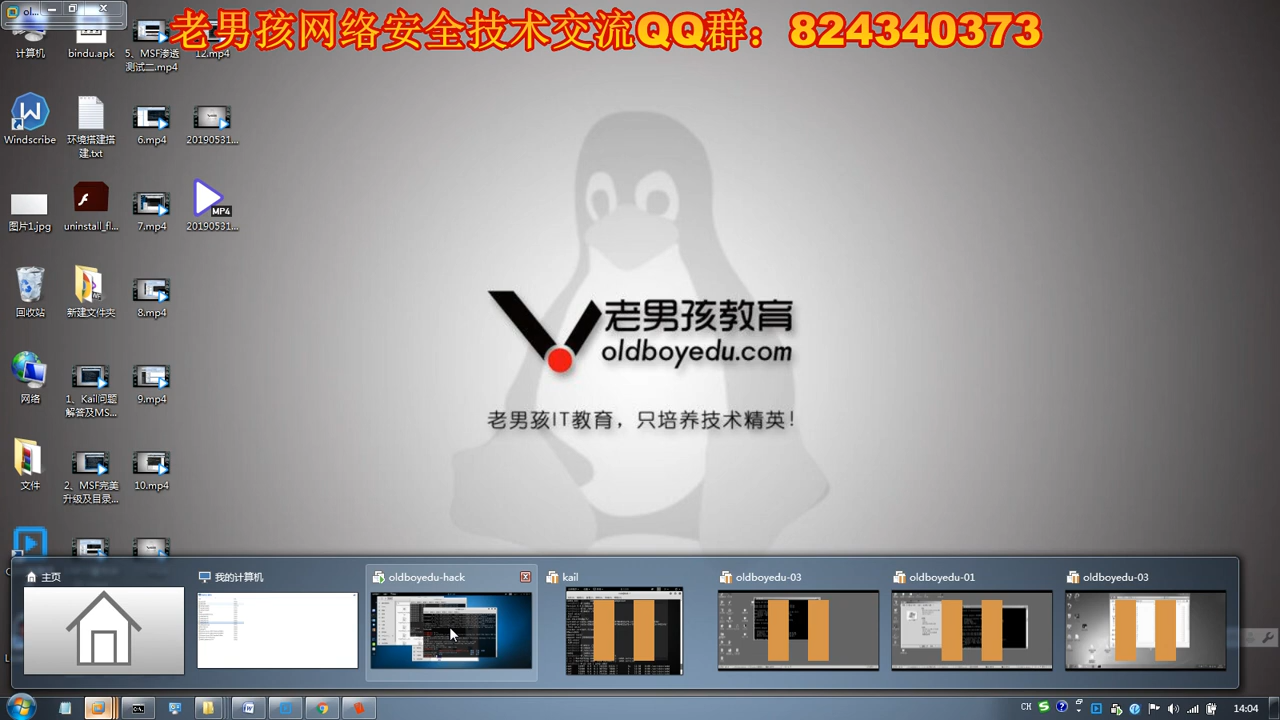 老男孩网络安全技术交流QQ群：824340373
计算机
bindu.apk
5、MSF渗透
测试二.mp4
12.mp4
Windscribe
环境搭建搭
建.txt
6.mp4
20190531...
图片1.jpg
uninstall_fl...
7.mp4
MP4
20190531...
回收站
新建文件夹
8.mp4
老男孩教育
oldboyedu.com
网络
1、Kail问题
解答及MS...
9.mp4
老男孩IT教育，只培养技术精英！
文件
2、MSF完美
升级及目录...
10.mp4
主页
我的计算机
oldboyedu-hack
kail
oldboyedu-03
oldboyedu-01
oldboyedu-03
CH
14:04